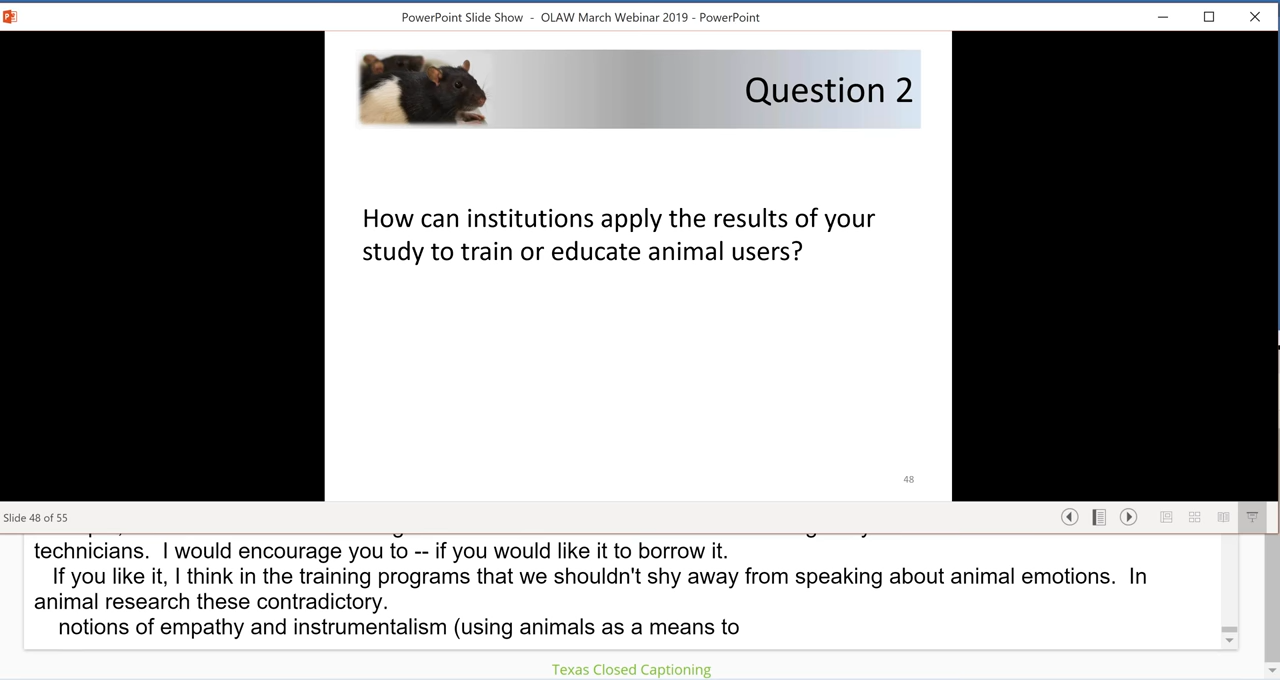 PowerPoint Slide Show - OLAW March Webinar 2019 - PowerPoint
Question 2
How can institutions apply the results of your
study to train or educate animal users?
48
Slide 48 of 55
technicians.  I would encourage you to -- if you would like it to borrow it.
If you like it, I think in the training programs that we shouldn't shy away from speaking about animal emotions.  In
animal research these contradictory.
notions of empathy and instrumentalism (using animals as a means to
Texas Closed Captioning